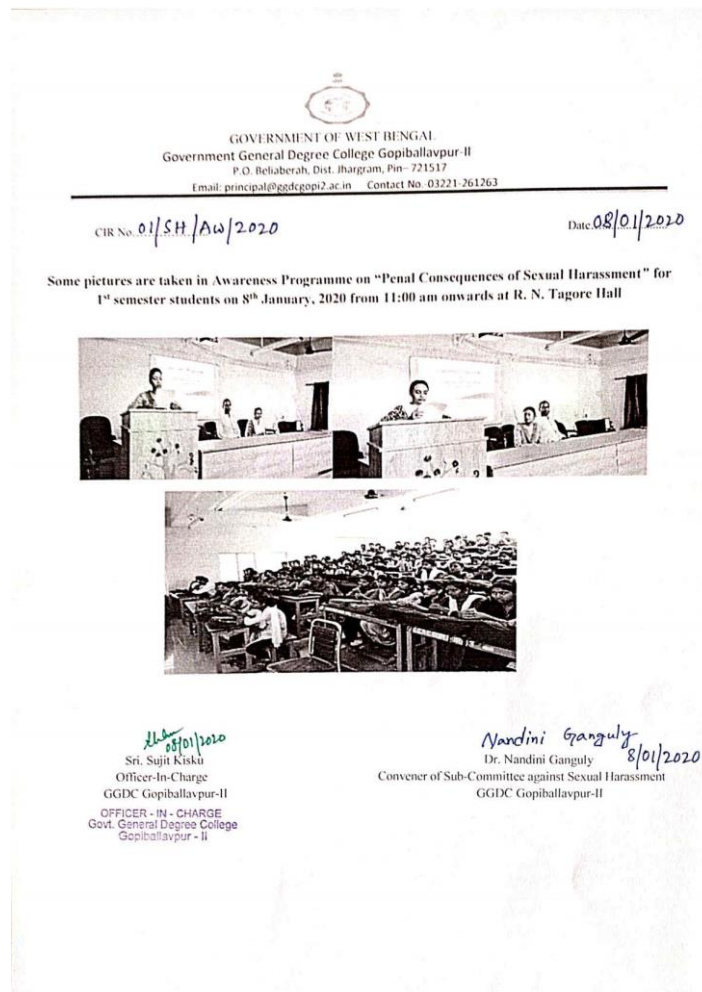 GOVERNMENT OF WEST BENGAL
Government General Degree College Gopiballavpur-II
P.O. Beliaberah, Dist. Jhargram, Pin– 721517
Email: principal@ggdcgopi2.ac.in Contact No.-03221-261263
CIR No. 01/SH/AW/2020 Date. 08/01/2020
Some pictures are taken in Awareness Programme on “Penal Consequences of Sexual Harassment” for
1st semester students on 8th January, 2020 from 11:00 am onwards at R. N. Tagore Hall
08/01/2020
Sri. Sujit Kisku
Officer-In-Charge
GGDC Gopiballavpur-II
OFFICER - IN - CHARGE
Govt. General Degree College
Gopiballavpur - II
Nandini Ganguly
8/01/2020
Dr. Nandini Ganguly
Convener of Sub-Committee against Sexual Harassment
GGDC Gopiballavpur-II